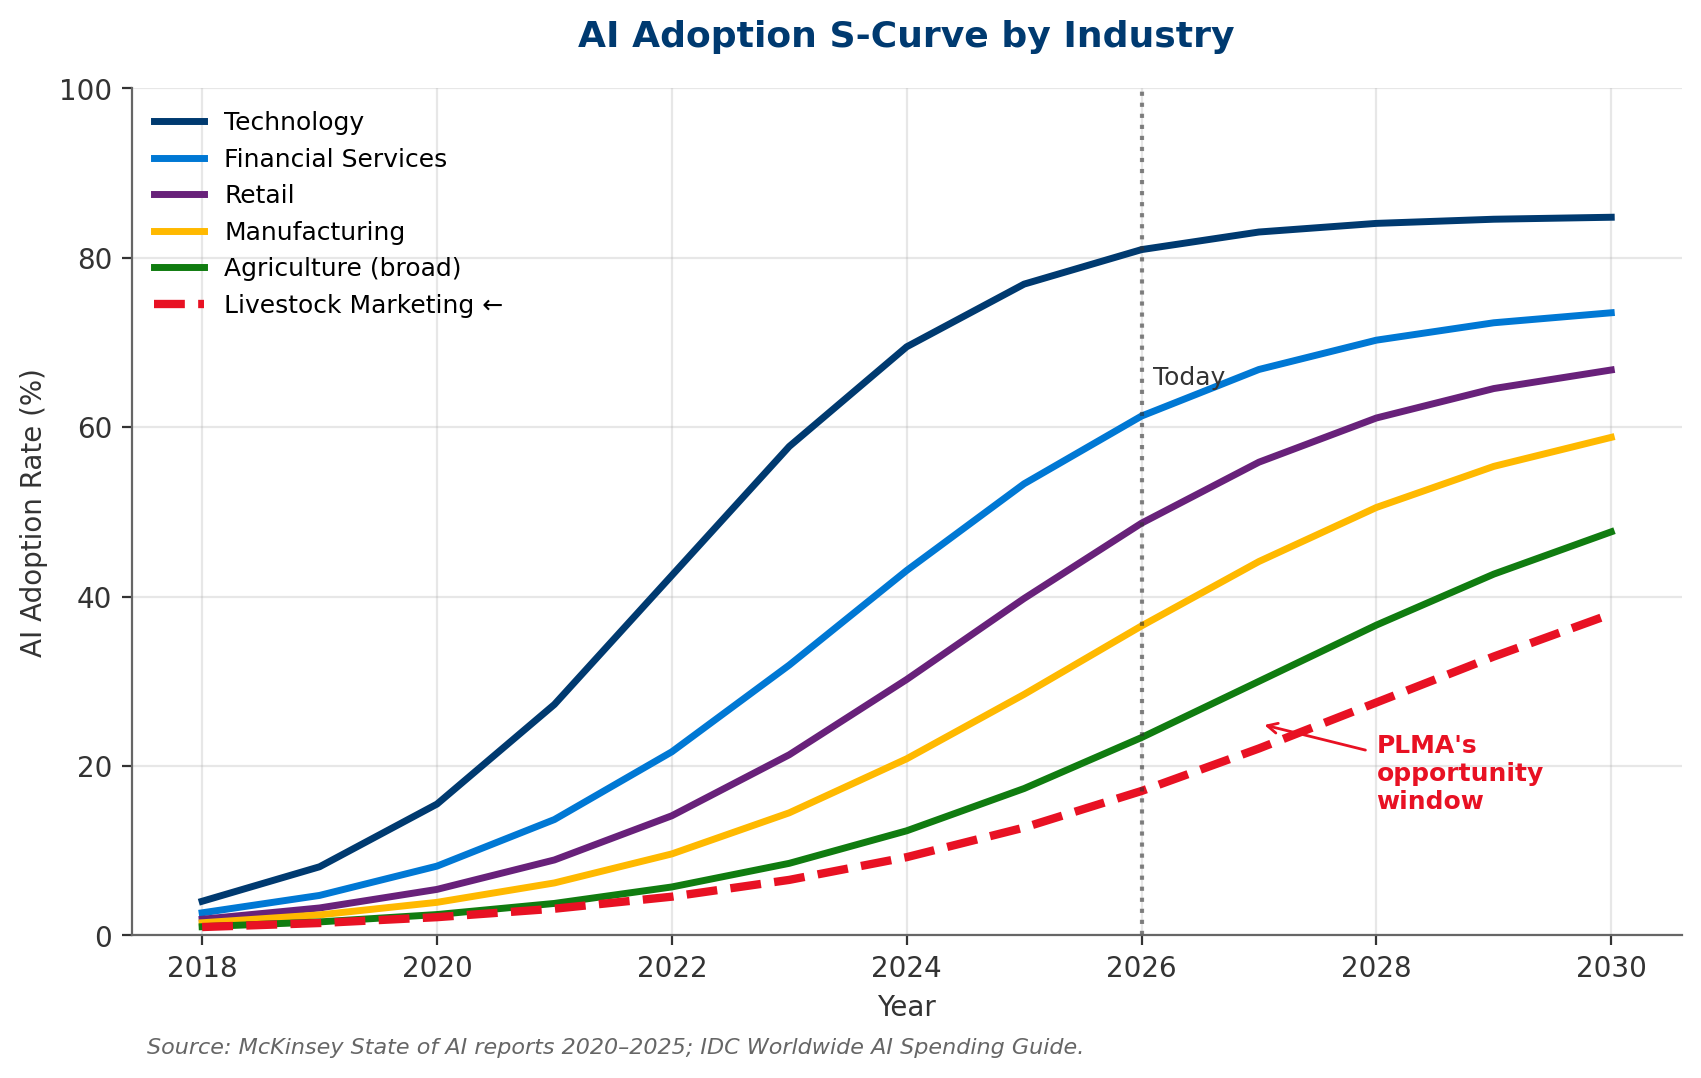 AI Adoption S-Curve by Industry
AI Adoption Rate (%)
100
80
60
40
20
0
Technology
Financial Services
Retail
Manufacturing
Agriculture (broad)
Livestock Marketing ←
Today
PLMA's
opportunity
window
2018 2020 2022 2024 2026 2028 2030
Year
Source: McKinsey State of AI reports 2020–2025; IDC Worldwide AI Spending Guide.